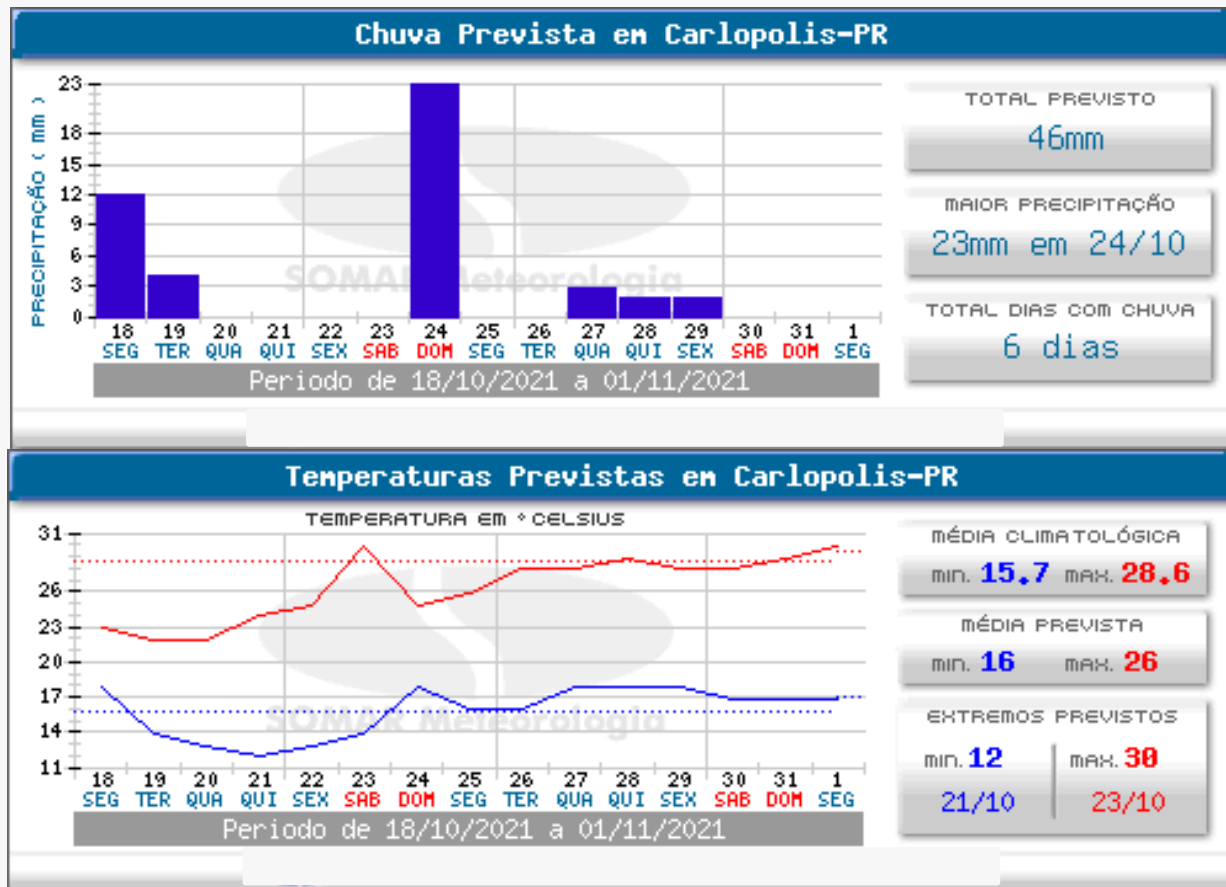 Chuva Prevista em Carlopolis-PR
23
18
15
12
9
6
3
0
PRECIPITAÇÃO ( mm )
SOMAR Meteorologia
18 19 20 21 22 23 24 25 26 27 28 29 30 31 1
SEG TER QUA QUI SEX SAB DOM SEG TER QUA QUI SEX SAB DOM SEG
Periodo de 18/10/2021 a 01/11/2021
TOTAL PREVISTO
46mm
MAIOR PRECIPITAÇÃO
23mm em 24/10
TOTAL DIAS COM CHUVA
6 dias
Temperaturas Previstas em Carlopolis-PR
TEMPERATURA EM °CELSIUS
31
26
23
20
17
14
11
SOMAR Meteorologia
18 19 20 21 22 23 24 25 26 27 28 29 30 31 1
SEG TER QUA QUI SEX SAB DOM SEG TER QUA QUI SEX SAB DOM SEG
Periodo de 18/10/2021 a 01/11/2021
MÉDIA CLIMATOLÓGICA
min. 15.7 max. 28.6
MÉDIA PREVISTA
min. 16 max. 26
EXTREMOS PREVISTOS
min. 12 max. 30
21/10 23/10